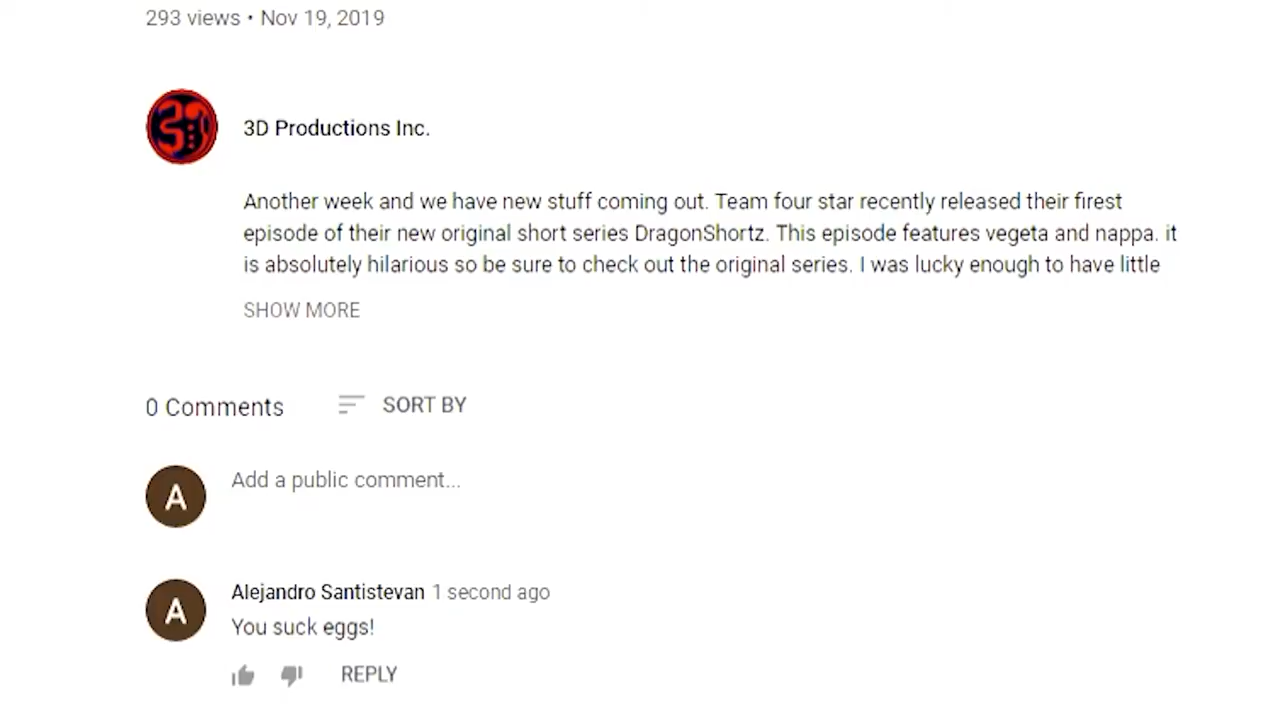 293 views • Nov 19, 2019
3D Productions Inc.
Another week and we have new stuff coming out. Team four star recently released their firest
episode of their new original short series DragonShortz. This episode features vegeta and nappa. it
is absolutely hilarious so be sure to check out the original series. I was lucky enough to have little
SHOW MORE
0 Comments SORT BY
A Add a public comment...
A Alejandro Santistevan 1 second ago
You suck eggs!
REPLY